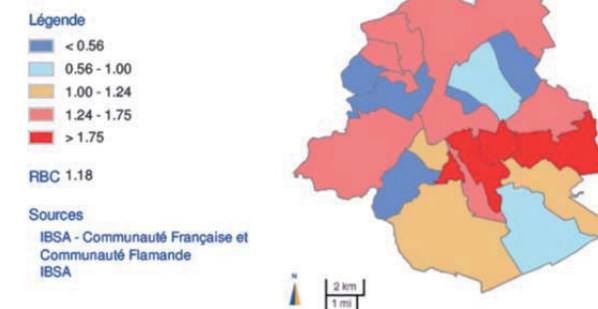 Légende
< 0.56
0.56 - 1.00
1.00 - 1.24
1.24 - 1.75
> 1.75
RBC 1.18
Sources
IBSA - Communauté Française et
Communauté Flamande
IBSA
N
2 km
1 mi